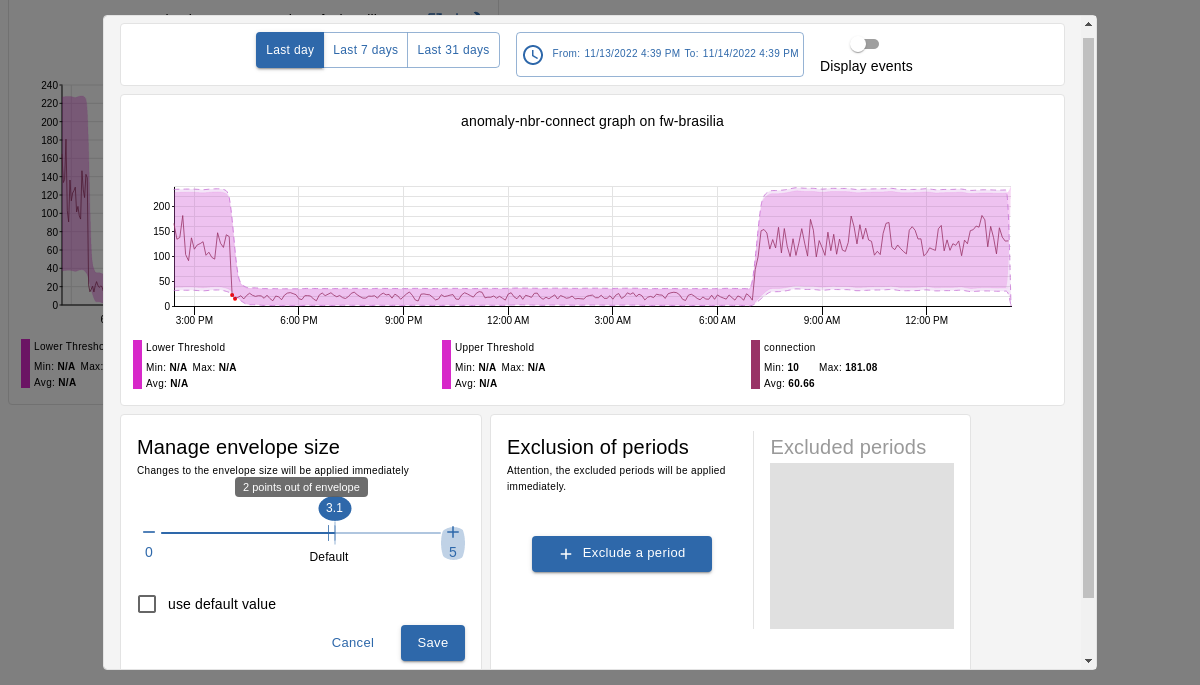 Last day Last 7 days Last 31 days From: 11/13/2022 4:39 PM To: 11/14/2022 4:39 PM
Display events
anomaly-nbr-connect graph on fw-brasilia
240
220
200
180
160
140
120
100
80
60
40
20
0
200
150
100
50
0
3:00 PM 6:00 PM 9:00 PM 12:00 AM 3:00 AM 6:00 AM 9:00 AM 12:00 PM
Lower Thresho
Min: N/A Max:
Avg: N/A
Lower Threshold
Min: N/A Max: N/A
Avg: N/A
Upper Threshold
Min: N/A Max: N/A
Avg: N/A
connection
Min: 10 Max: 181.08
Avg: 60.66
Manage envelope size
Changes to the envelope size will be applied immediately
2 points out of envelope
3.1
0 5
Default
use default value
Cancel Save
Exclusion of periods
Attention, the excluded periods will be applied
immediately.
+ Exclude a period
Excluded periods